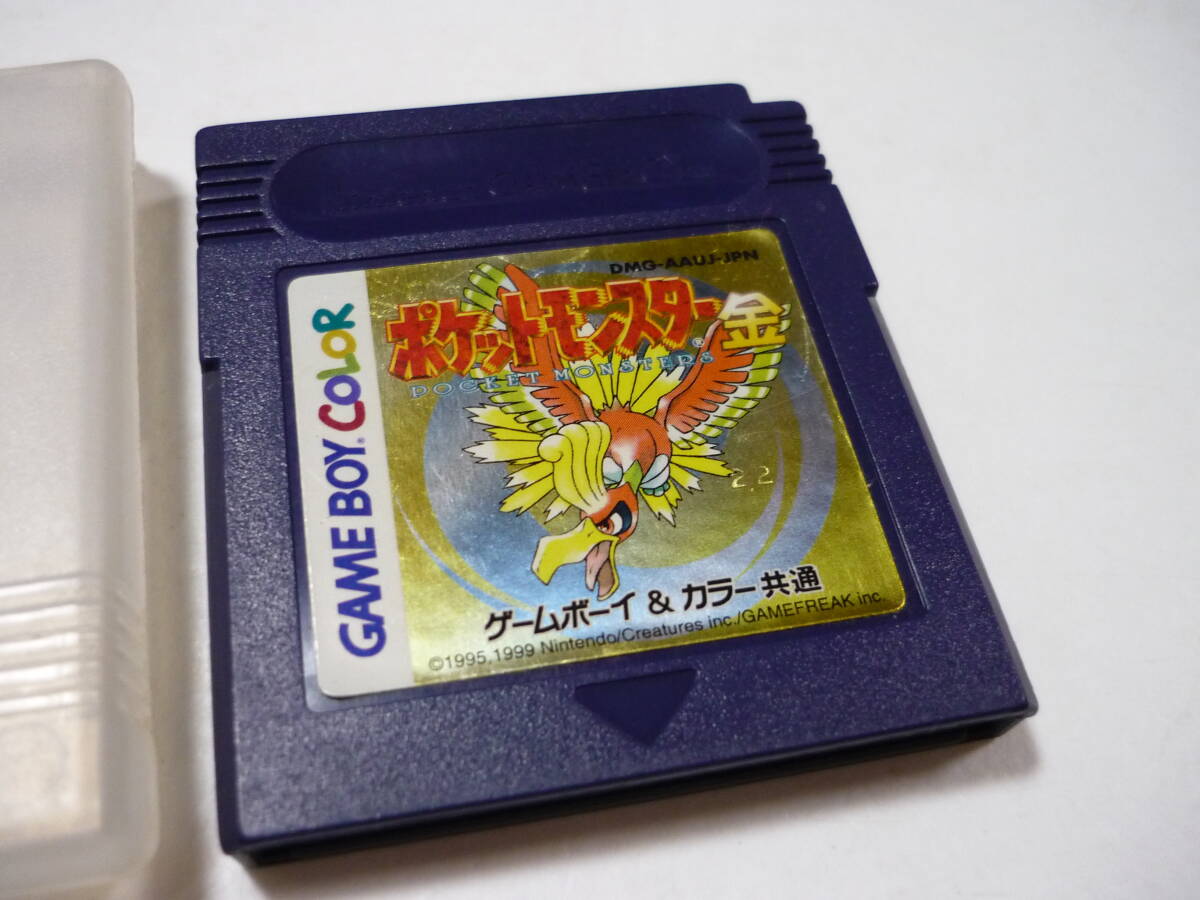 DMG-AAUJ-JPN
ポケットモンスター金
®
POCKET MONSTERS
GAME BOY® COLOR
22
ゲームボーイ & カラー共通
©1995,1999 Nintendo/Creatures inc./GAMEFREAK inc.